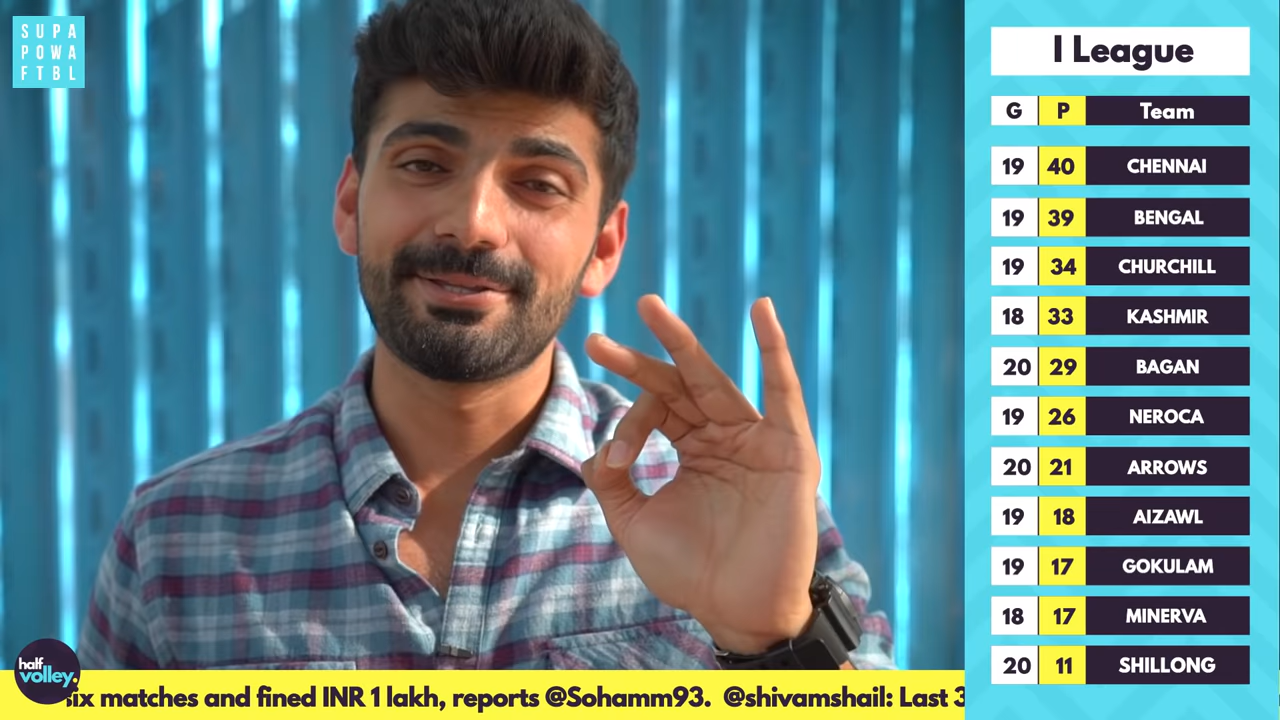 SUPA
POWA
FTBL
I League
G P Team
19 40 CHENNAI
19 39 BENGAL
19 34 CHURCHILL
18 33 KASHMIR
20 29 BAGAN
19 26 NEROCA
20 21 ARROWS
19 18 AIZAWL
19 17 GOKULAM
18 17 MINERVA
20 11 SHILLONG
half
volley.
six matches and fined INR 1 lakh, reports @Sohamm93. @shivamshail: Last 3